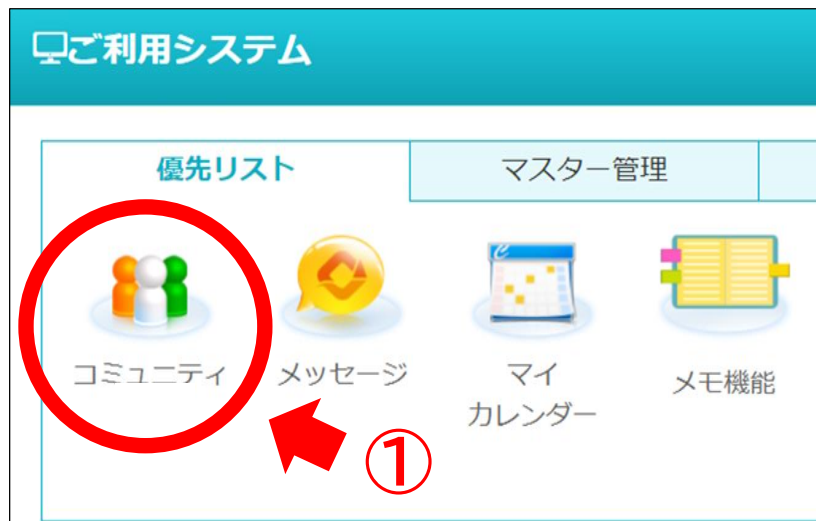 ご利用システム
優先リスト
マスター管理
コミュニティ
メッセージ
マイ
カレンダー
メモ機能
①